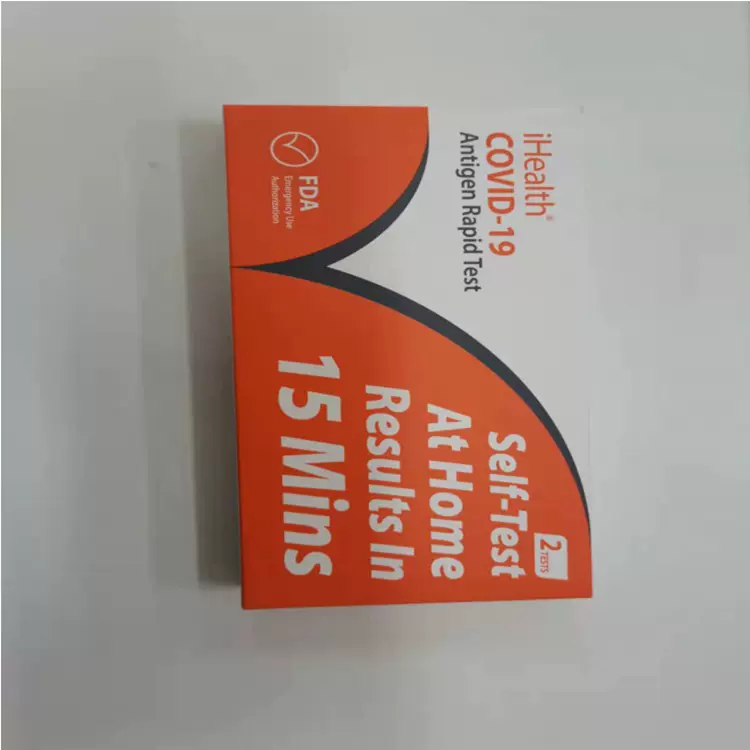 iHealth®
COVID-19
Antigen Rapid Test
2 TESTS
Self-Test
At Home
Results In
15 Mins
FDA
Emergency Use
Authorization